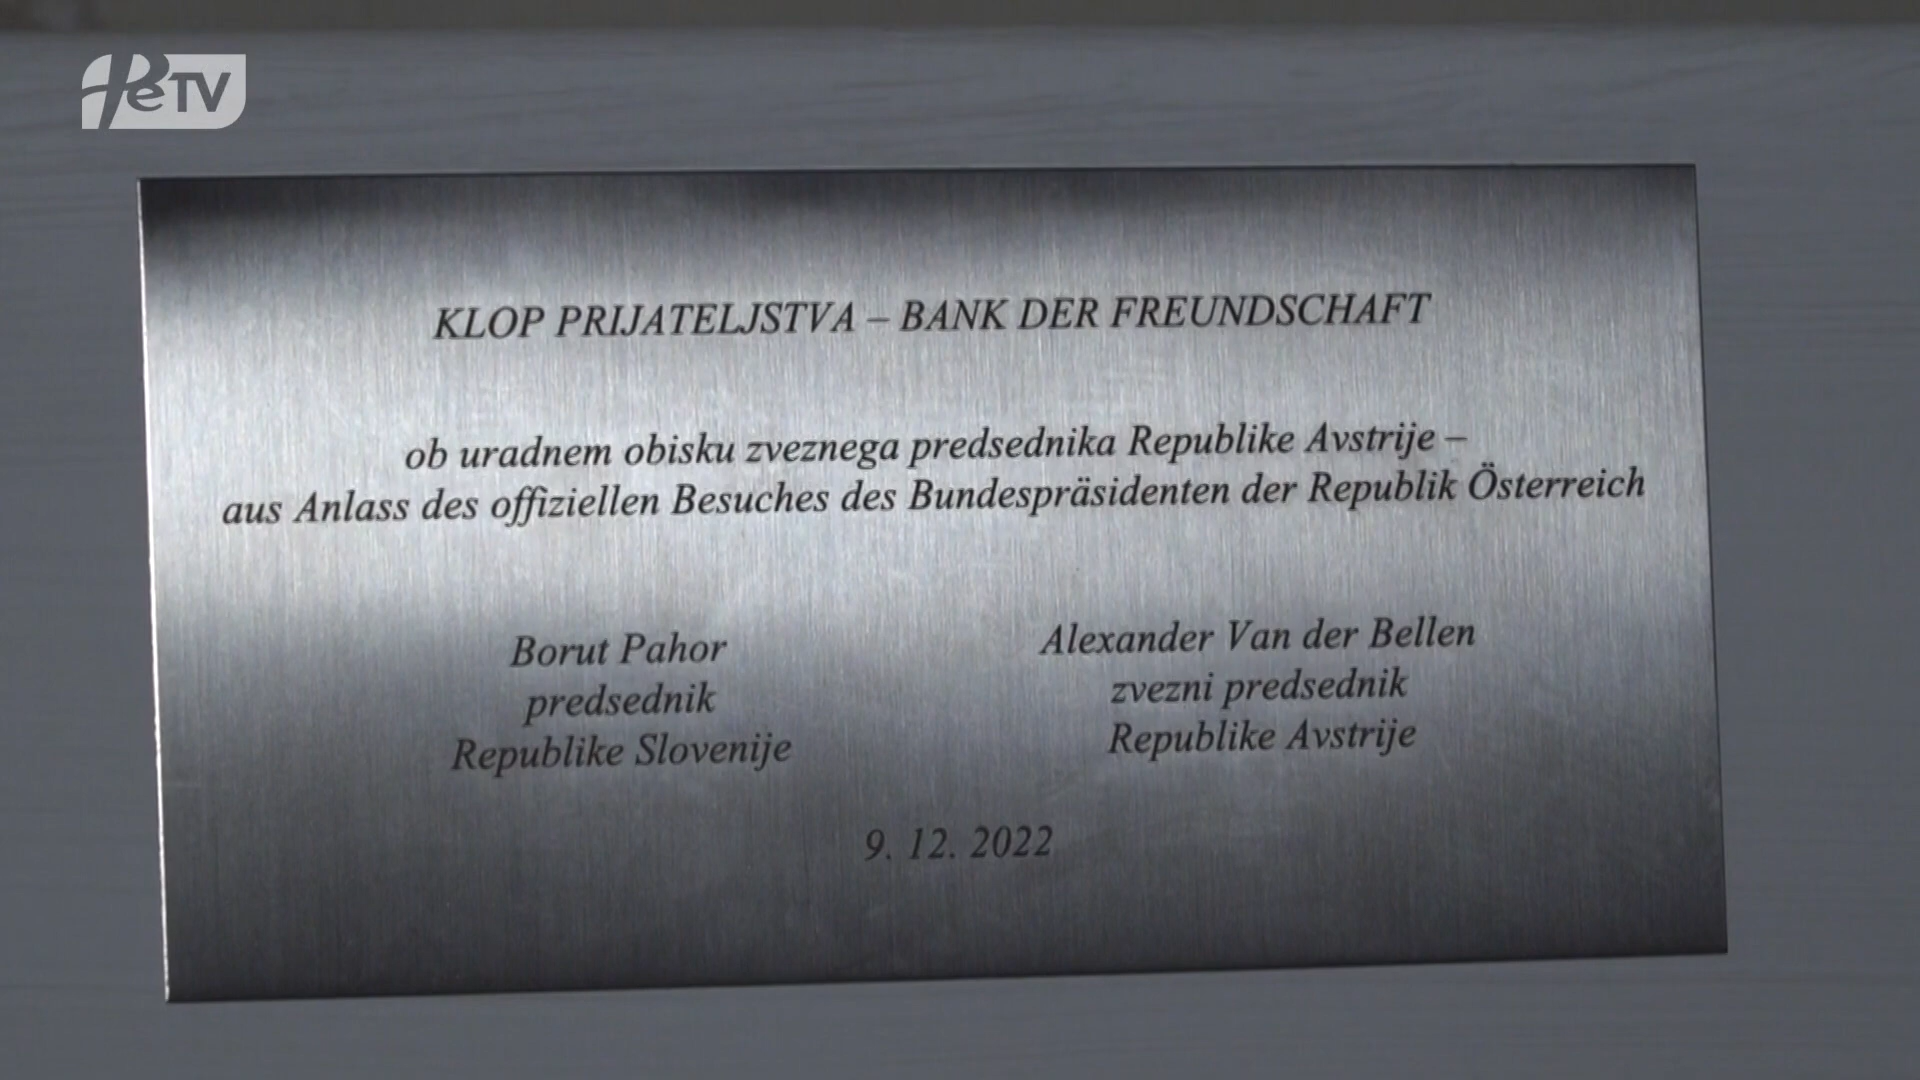 PeTV
KLOP PRIJATELJSTVA – BANK DER FREUNDSCHAFT
ob uradnem obisku zveznega predsednika Republike Avstrije –
aus Anlass des offiziellen Besuches des Bundespräsidenten der Republik Österreich
Borut Pahor
predsednik
Republike Slovenije
Alexander Van der Bellen
zvezni predsednik
Republike Avstrije
9. 12. 2022